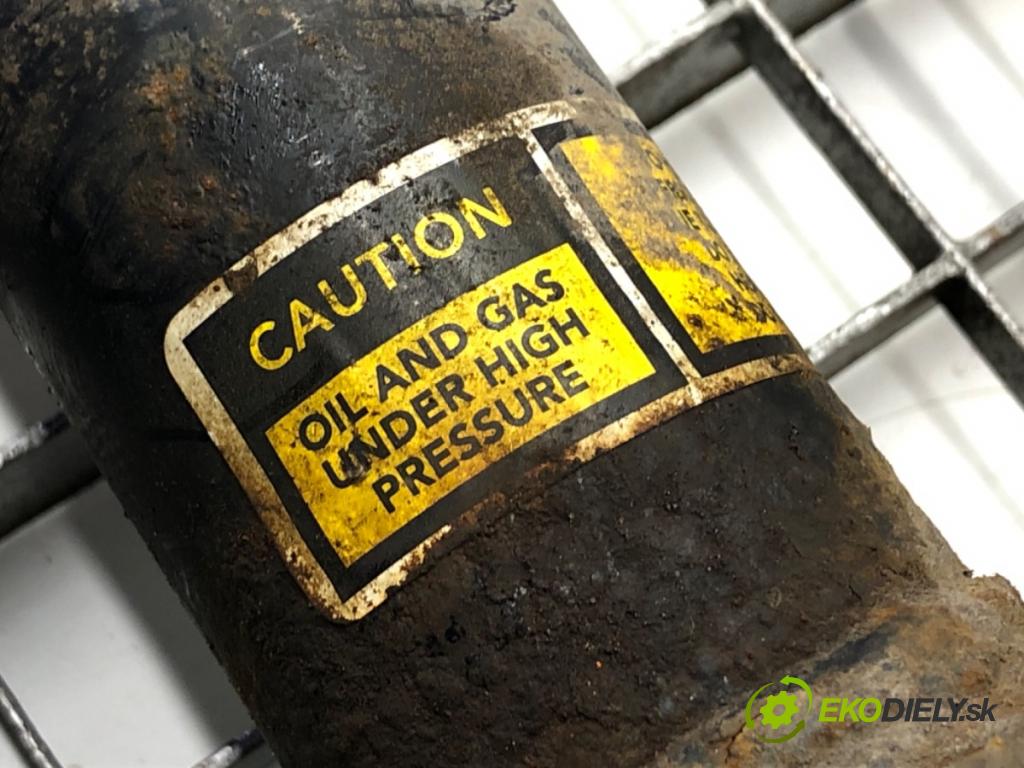 CAUTION
OIL AND GAS
UNDER HIGH
PRESSURE
EKODIELY.sk